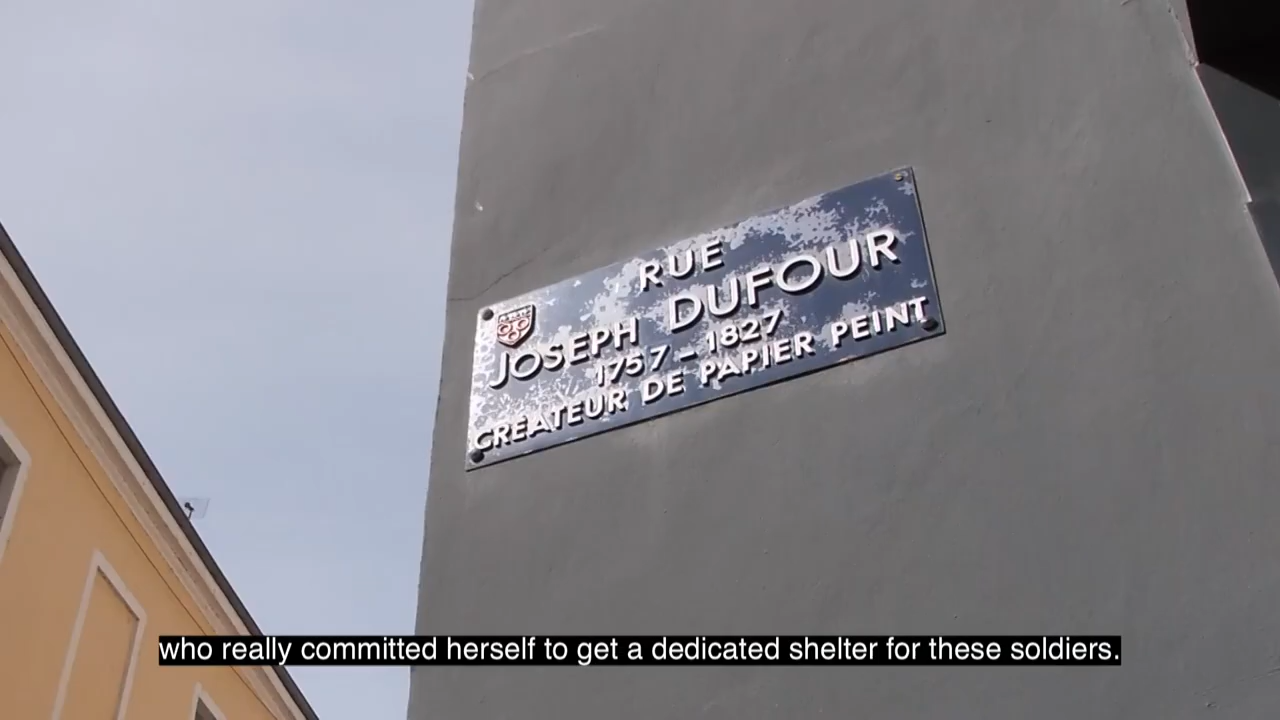 RUE
JOSEPH DUFOUR
1757 - 1827
CRÉATEUR DE PAPIER PEINT
who really committed herself to get a dedicated shelter for these soldiers.